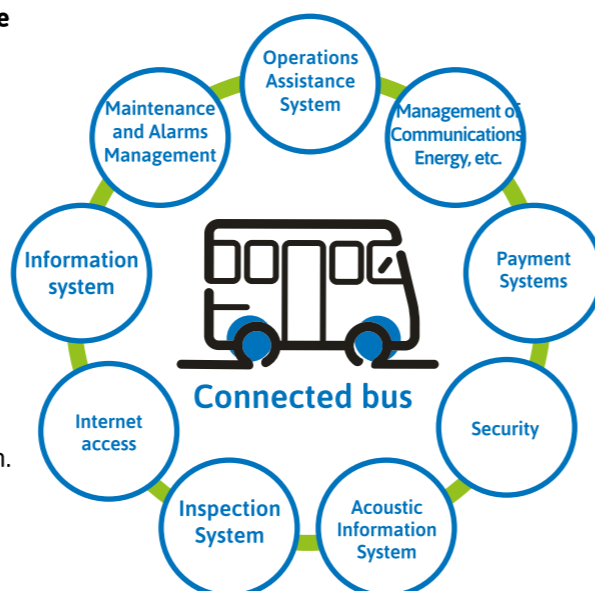 e
Operations
Assistance
System
Management of
Communications
Energy, etc.
Payment
Systems
Security
Acoustic
Information
System
Inspection
System
Internet
access
Information
system
Maintenance
and Alarms
Management
Connected bus
n.